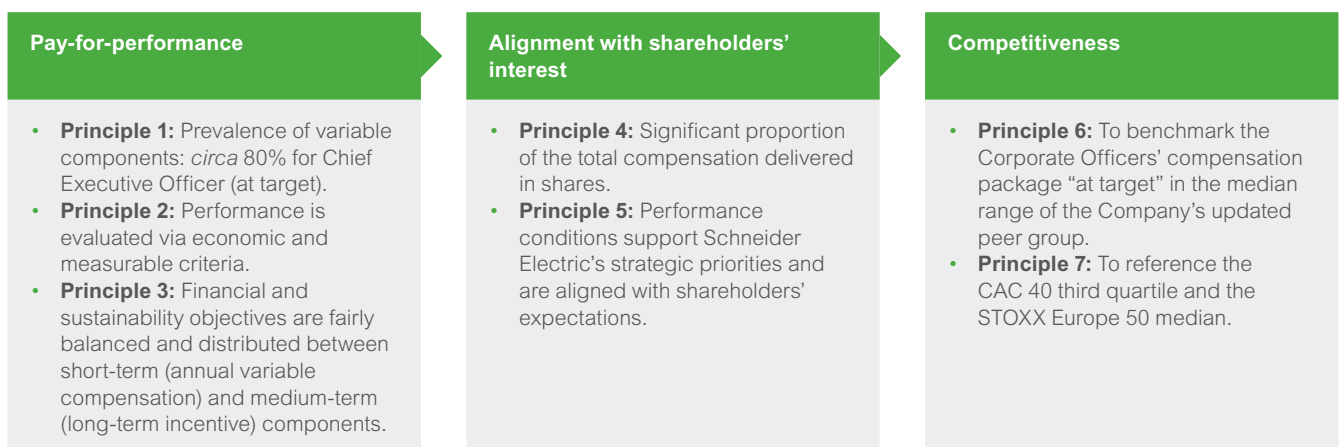 Pay-for-performance
• Principle 1: Prevalence of variable
components: circa 80% for Chief
Executive Officer (at target).
• Principle 2: Performance is
evaluated via economic and
measurable criteria.
• Principle 3: Financial and
sustainability objectives are fairly
balanced and distributed between
short-term (annual variable
compensation) and medium-term
(long-term incentive) components.
Alignment with shareholders’
interest
• Principle 4: Significant proportion
of the total compensation delivered
in shares.
• Principle 5: Performance
conditions support Schneider
Electric’s strategic priorities and
are aligned with shareholders’
expectations.
Competitiveness
• Principle 6: To benchmark the
Corporate Officers’ compensation
package “at target” in the median
range of the Company’s updated
peer group.
• Principle 7: To reference the
CAC 40 third quartile and the
STOXX Europe 50 median.